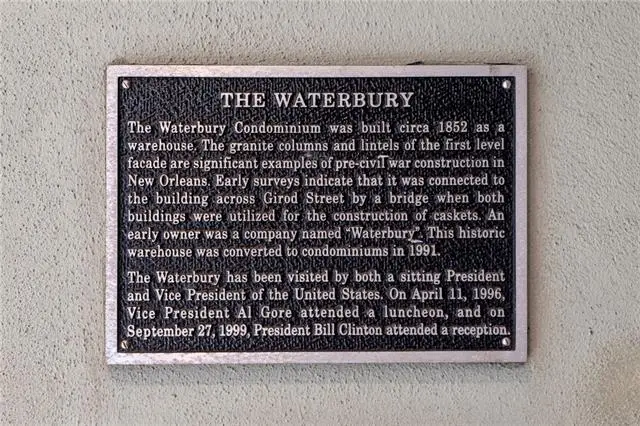 THE WATERBURY
The Waterbury Condominium was built circa 1852 as a
warehouse. The granite columns and lintels of the first level
facade are significant examples of pre-civil war construction in
New Orleans. Early surveys indicate that it was connected to
the building across Girod Street by a bridge when both
buildings were utilized for the construction of caskets. An
early owner was a company named "Waterbury". This historic
warehouse was converted to condominiums in 1991.
The Waterbury has been visited by both a sitting President
and Vice President of the United States. On April 11, 1996,
Vice President Al Gore attended a luncheon, and on
September 27, 1999, President Bill Clinton attended a reception.